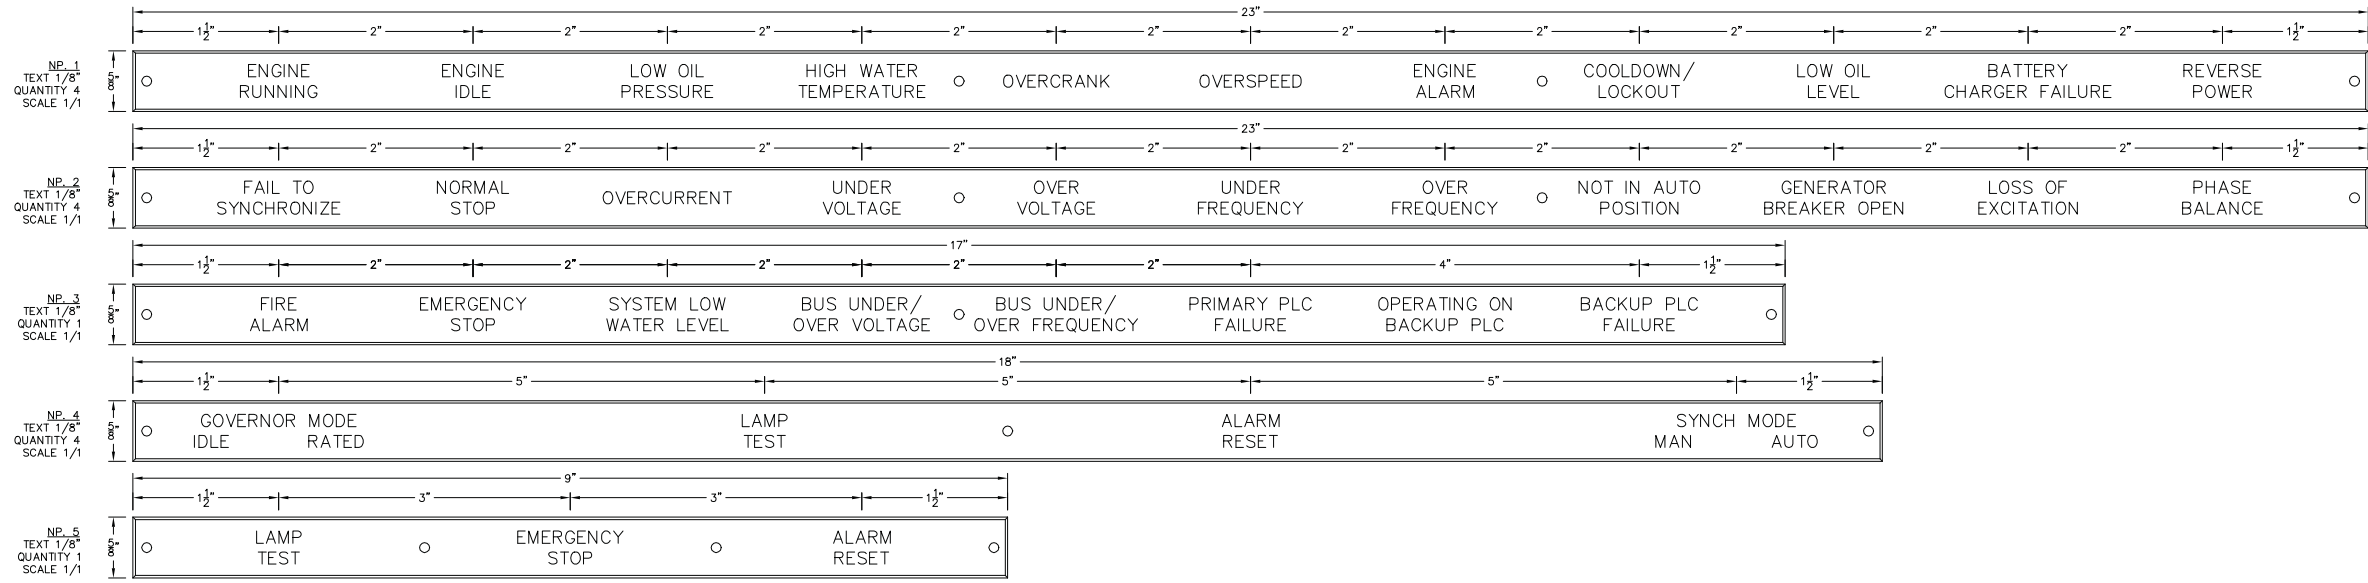 23"
1½" 2" 2" 2" 2" 2" 2" 2" 2" 2" 2" 1½"
NP. 1
TEXT 1/8"
QUANTITY 4
SCALE 1/1
5/8"
ENGINE LOW OIL HIGH WATER ENGINE COOLDOWN/ LOW OIL BATTERY REVERSE
ENGINE
RUNNING IDLE PRESSURE TEMPERATURE OVERCRANK OVERSPEED ALARM LOCKOUT LEVEL CHARGER FAILURE POWER
23"
1½" 2" 2" 2" 2" 2" 2" 2" 2" 2" 2" 1½"
NP. 2
TEXT 1/8"
QUANTITY 4
SCALE 1/1
5/8"
FAIL TO NORMAL UNDER OVER UNDER OVER NOT IN AUTO GENERATOR LOSS OF PHASE
SYNCHRONIZE STOP OVERCURRENT VOLTAGE VOLTAGE FREQUENCY FREQUENCY POSITION BREAKER OPEN EXCITATION BALANCE
17"
1½" 2" 2" 2" 2" 2" 4" 1½"
NP. 3
TEXT 1/8"
QUANTITY 1
SCALE 1/1
5/8"
FIRE EMERGENCY SYSTEM LOW BUS UNDER/ BUS UNDER/ PRIMARY PLC OPERATING ON BACKUP PLC
ALARM STOP WATER LEVEL OVER VOLTAGE OVER FREQUENCY FAILURE BACKUP PLC FAILURE
18"
1½" 5" 5" 5" 1½"
NP. 4
TEXT 1/8"
QUANTITY 4
SCALE 1/1
5/8"
GOVERNOR MODE LAMP ALARM SYNCH MODE
IDLE RATED TEST RESET MAN AUTO
9"
1½" 3" 3" 1½"
NP. 5
TEXT 1/8"
QUANTITY 1
SCALE 1/1
5/8"
LAMP EMERGENCY ALARM
TEST STOP RESET